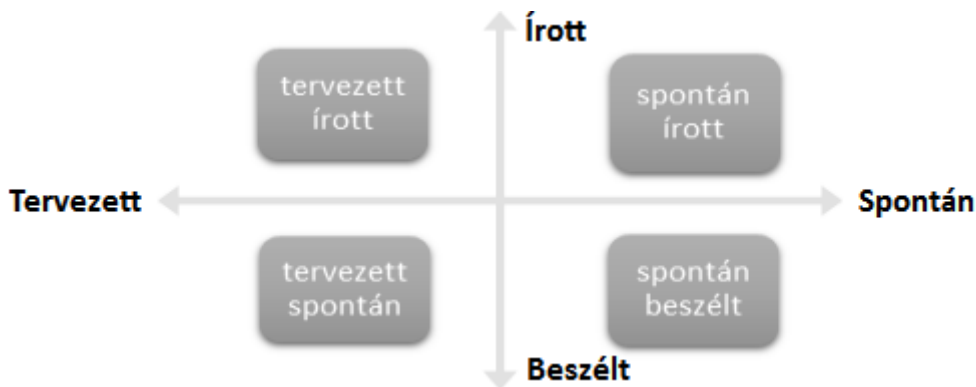 Írott
tervezett
írott
spontán
írott
Tervezett
Spontán
tervezett
spontán
spontán
beszélt
Beszélt